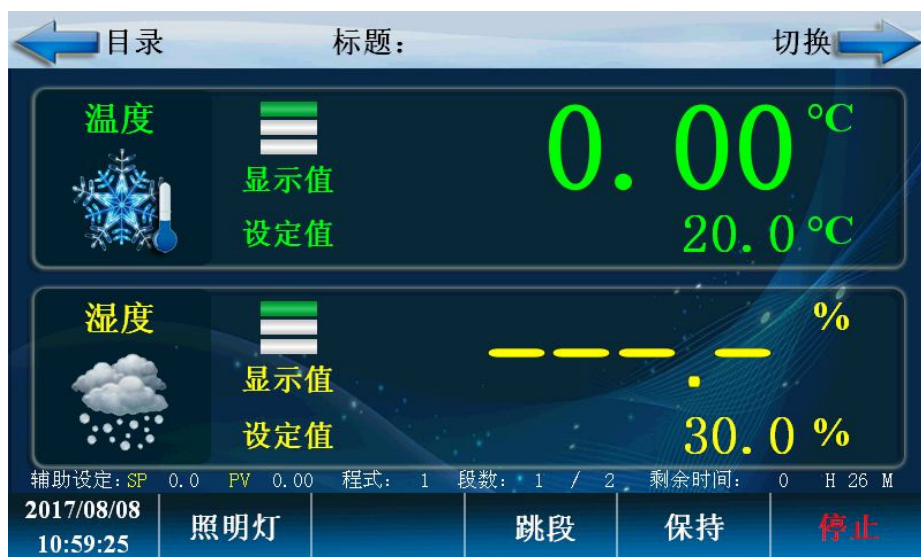 目录 标题： 切换
温度
0.00 ℃
显示值
设定值 20.0 ℃
湿度 %
---.-
显示值
设定值 30.0 %
辅助设定：SP 0.0 PV 0.00 程式： 1 段数： 1 / 2 剩余时间： 0 H 26 M
2017/08/08
10:59:25
照明灯 跳段 保持 停止